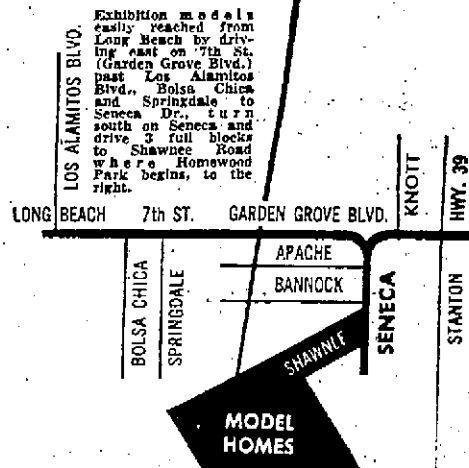 Exhibition models
easily reached from
Long Beach by driv-
ing east on 7th St.
(Garden Grove Blvd.)
past Los Alamitos
Blvd., Bolsa Chica
and Springdale to
Seneca Dr., turn
south on Seneca and
drive 3 full blocks
to Shawnee Road
where Homewood
Park begins, to the
right.
LOS ALAMITOS BLVD.
KNOTT
HWY. 39
LONG BEACH 7th ST. GARDEN GROVE BLVD.
APACHE
BANNOCK
BOLSA CHICA
SPRINGDALE
SENECA
STANTON
SHAWNEE
MODEL
HOMES